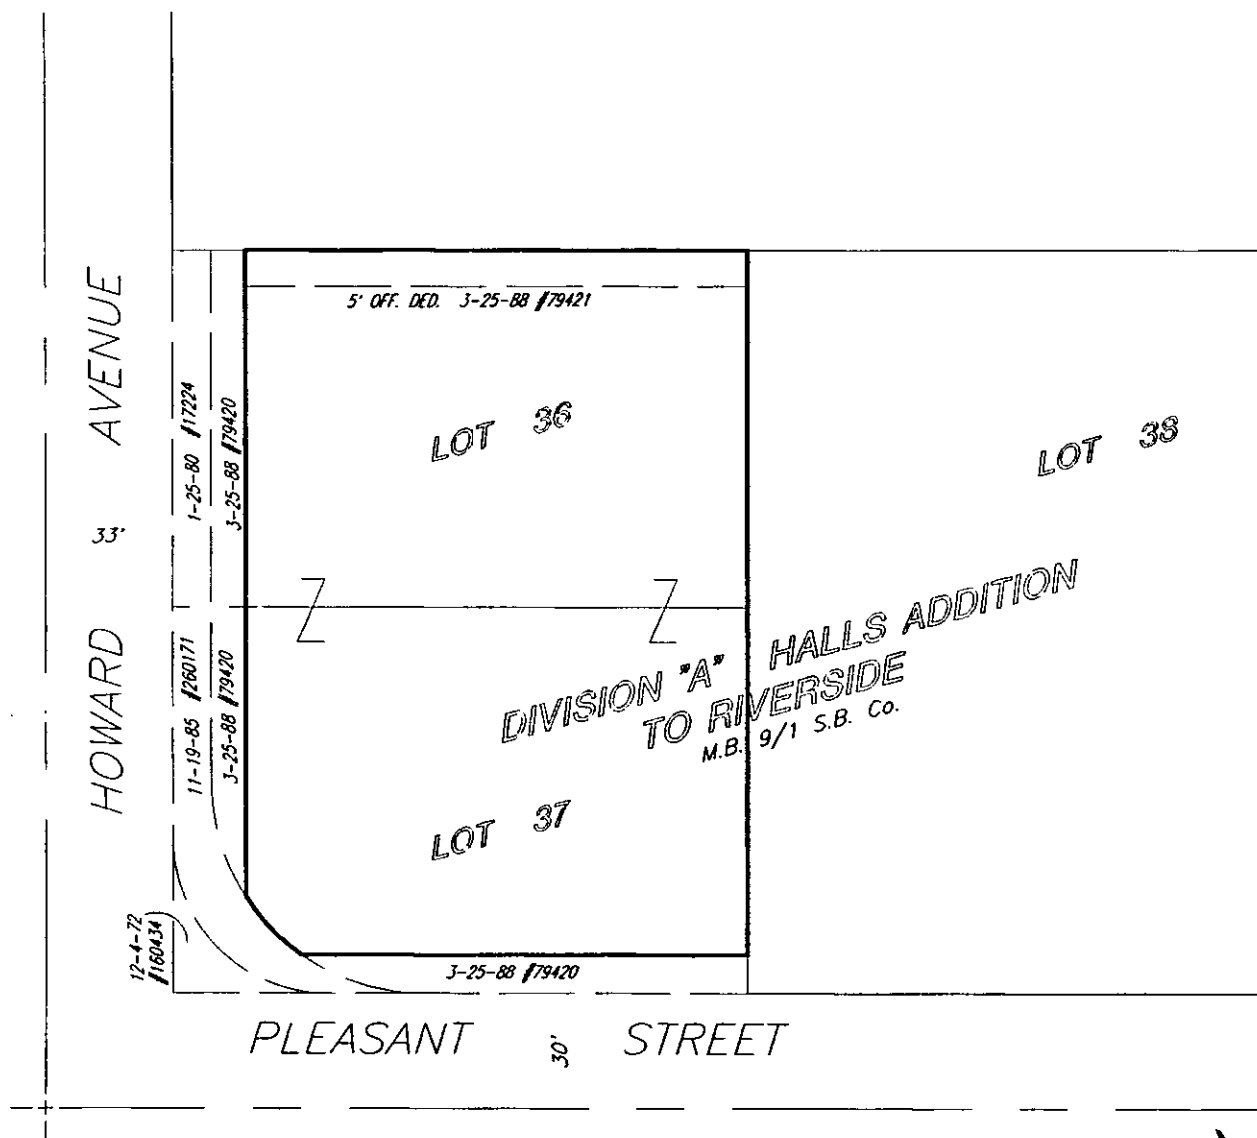 5' OFF. DED. 3-25-88 #79421
HOWARD AVENUE
33'
1-25-80 #17224
3-25-88 #79420
LOT 36
LOT 38
11-19-85 #260171
3-25-88 #79420
DIVISION "A" HALLS ADDITION
TO RIVERSIDE
M.B. 9/1 S.B. Co.
LOT 37
12-4-72
#160434
3-25-88 #79420
PLEASANT STREET
30'